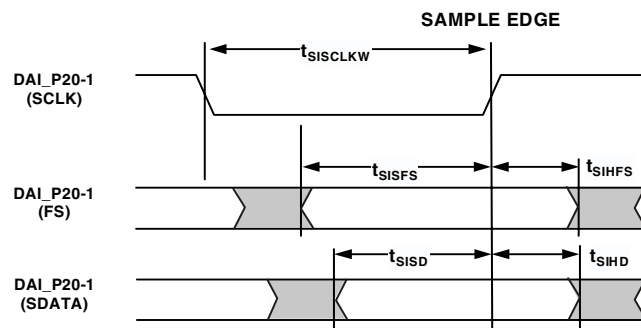 SAMPLE EDGE
tSISCLKW
DAI_P20-1
(SCLK)
tSISFS
tSIHFS
DAI_P20-1
(FS)
tSISD
tSIHD
DAI_P20-1
(SDATA)